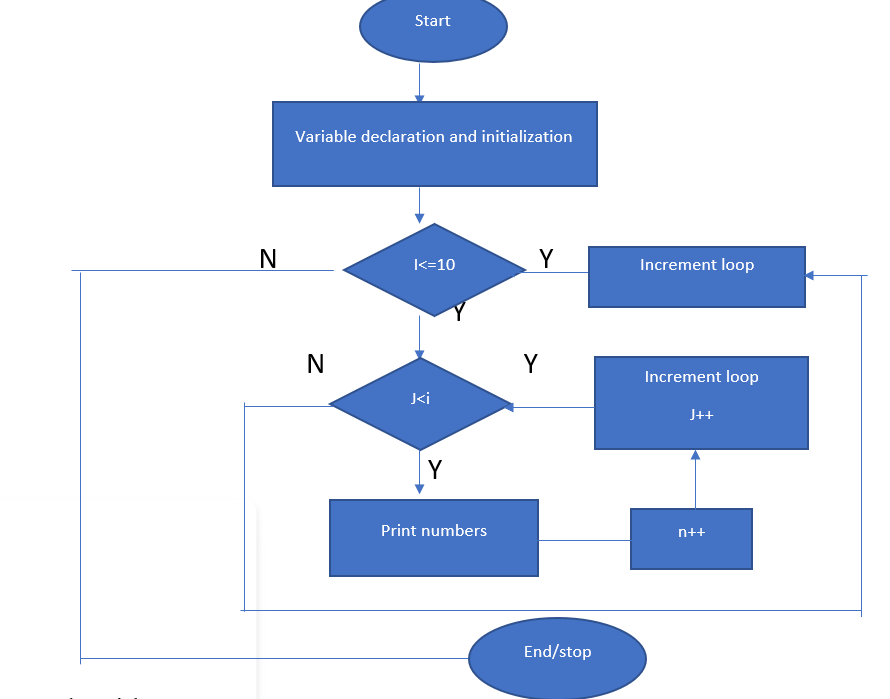 Start
Variable declaration and initialization
N
I<=10
Y
Increment loop
Y
N
J<i
Y
Increment loop
J++
Y
Print numbers
n++
End/stop